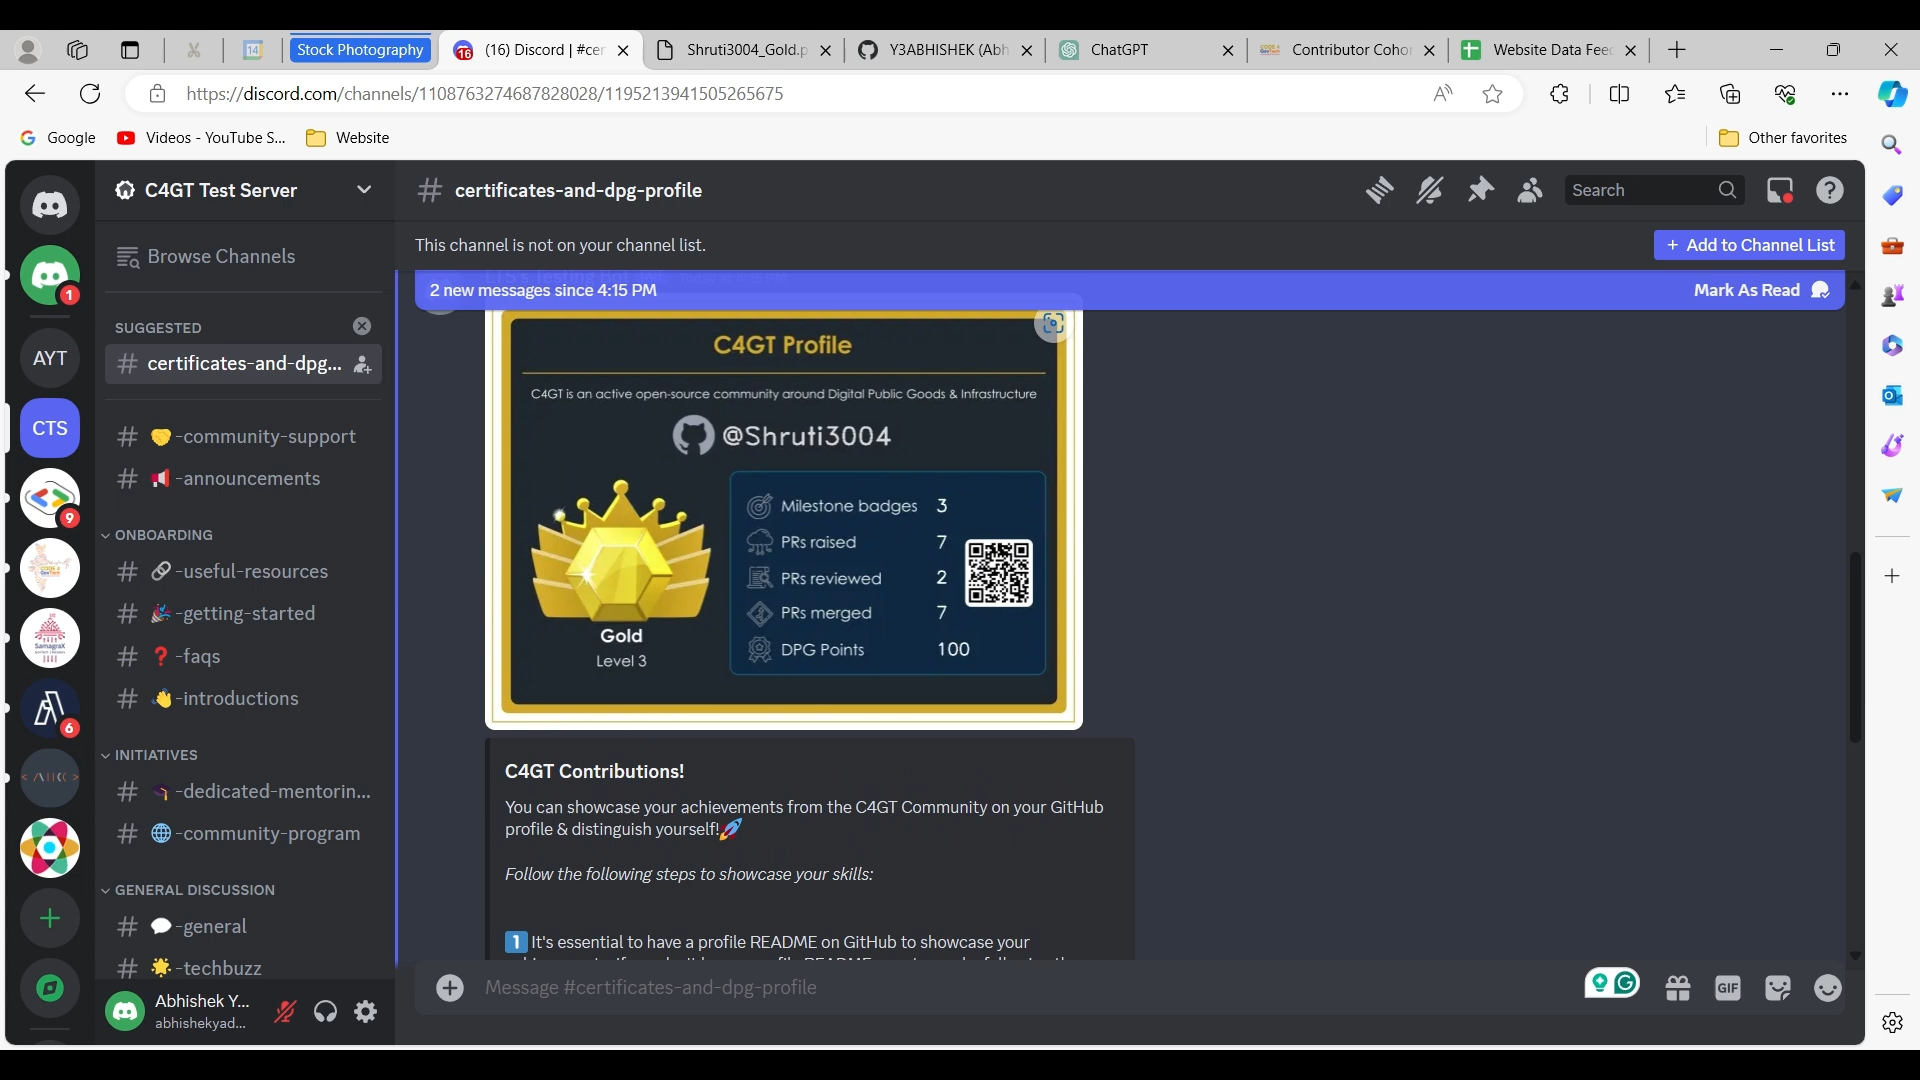 14
Stock Photography
16
(16) Discord | #cer
Shruti3004_Gold.p
Y3ABHISHEK (Abh
ChatGPT
Contributor Cohor
Website Data Fee
https://discord.com/channels/1108763274687828028/1195213941505265675
Google
Videos - YouTube S...
Website
Other favorites
C4GT Test Server
certificates-and-dpg-profile
Search
Browse Channels
This channel is not on your channel list.
+ Add to Channel List
2 new messages since 4:15 PM
Mark As Read
1
SUGGESTED
certificates-and-dpg...
AYT
CTS
-community-support
-announcements
9
ONBOARDING
-useful-resources
-getting-started
-faqs
-introductions
SamagraX
6
INITIATIVES
-dedicated-mentorin...
-community-program
GENERAL DISCUSSION
-general
-techbuzz
Abhishek Y...
abhishekyad...
C4GT Profile
C4GT is an active open-source community around Digital Public Goods & Infrastructure
@Shruti3004
Milestone badges 3
PRs raised 7
PRs reviewed 2
PRs merged 7
DPG Points 100
Gold
Level 3
C4GT Contributions!
You can showcase your achievements from the C4GT Community on your GitHub
profile & distinguish yourself!
Follow the following steps to showcase your skills:
1 It's essential to have a profile README on GitHub to showcase your
Message #certificates-and-dpg-profile
GIF